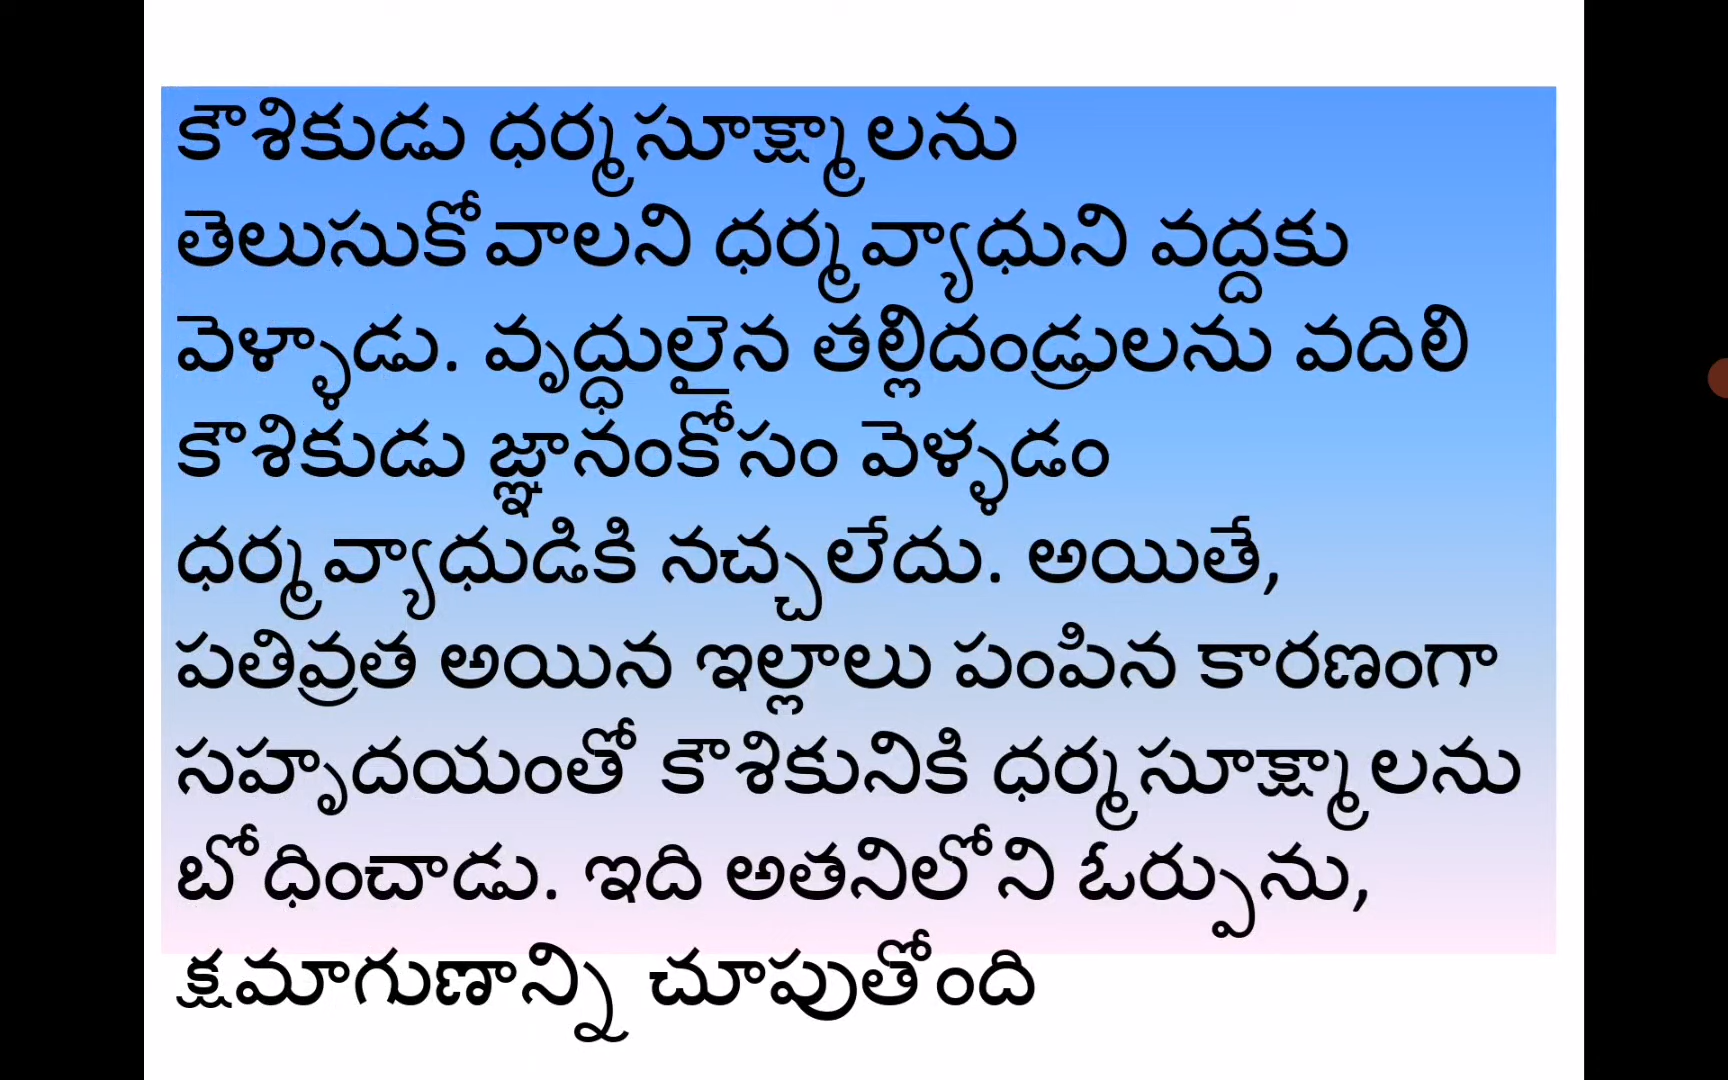 కౌశికుడు ధర్మసూక్ష్మాలను
తెలుసుకోవాలని ధర్మవ్యాధుని వద్దకు
వెళ్ళాడు. వృద్ధులైన తల్లిదండ్రులను వదిలి
కౌశికుడు జ్ఞానంకోసం వెళ్ళడం
ధర్మవ్యాధుడికి నచ్చలేదు. అయితే,
పతివ్రత అయిన ఇల్లాలు పంపిన కారణంగా
సహృదయంతో కౌశికునికి ధర్మసూక్ష్మాలను
బోధించాడు. ఇది అతనిలోని ఓర్పును,
క్షమాగుణాన్ని చూపుతోంది